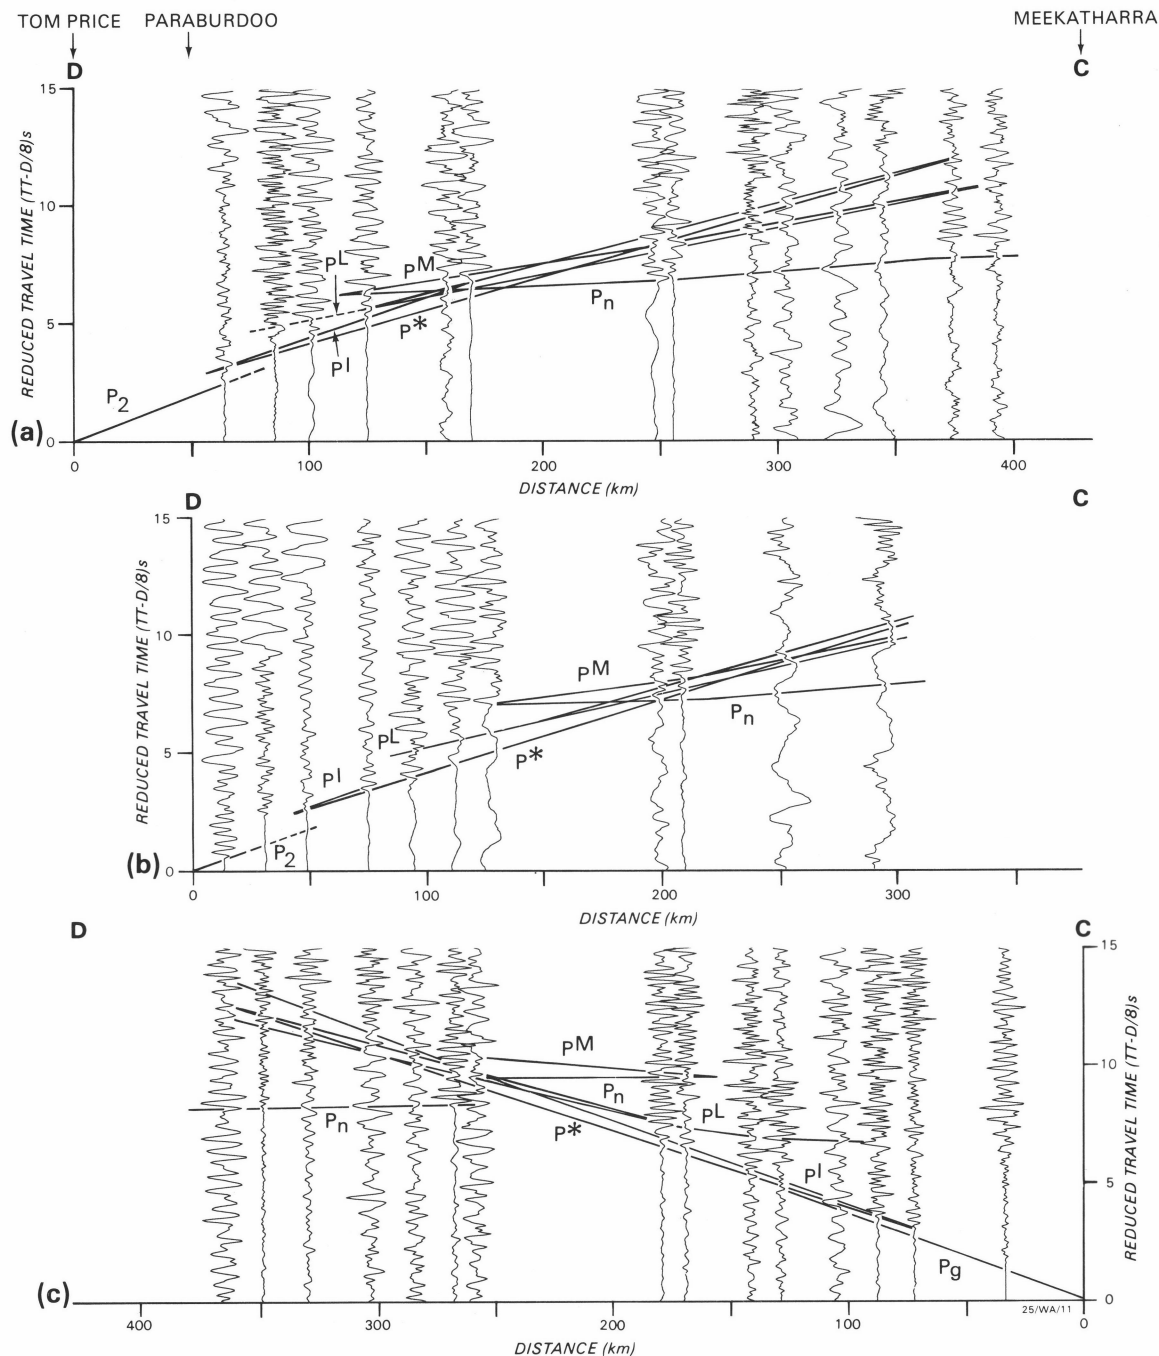 TOM PRICE PARABURDOO MEEKATHARRA
D C
REDUCED TRAVEL TIME (TT-D/8)s
15
10
5
0
P2
PL
PI
PM
P*
Pn
(a)
0 100 200 300 400
DISTANCE (km)
D C
REDUCED TRAVEL TIME (TT-D/8)s
15
10
5
0
P2
PI
PL
PM
P*
Pn
(b)
0 100 200 300
DISTANCE (km)
D C
REDUCED TRAVEL TIME (TT-D/8)s
15
10
5
0
PM
Pn
PL
Pn
P*
PI
Pg
(c)
25/WA/11
400 300 200 100 0
DISTANCE (km)